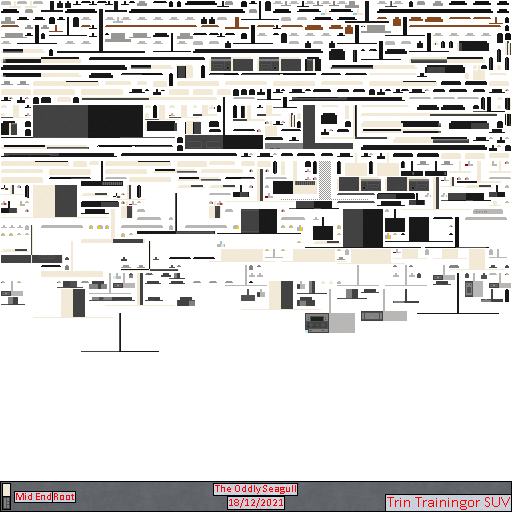 The Oddly Seagull
Mid End Root
18/12/2021
Trin Trainingor SUV